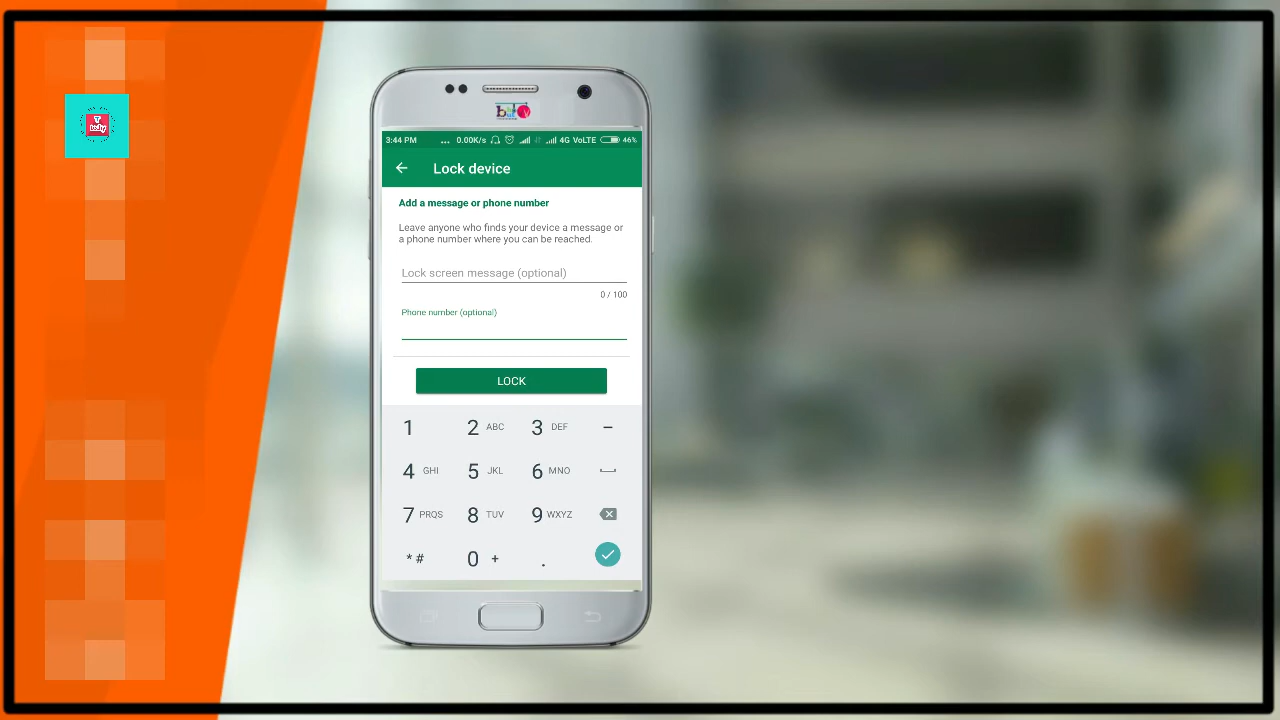 T
tolly
3:44 PM ... 0.00K/s 4G VoLTE 46%
Lock device
Add a message or phone number
Leave anyone who finds your device a message or
a phone number where you can be reached.
Lock screen message (optional)
0 / 100
Phone number (optional)
LOCK
1 2 ABC 3 DEF –
4 GHI 5 JKL 6 MNO
7 PRQS 8 TUV 9 WXYZ
* # 0 + .